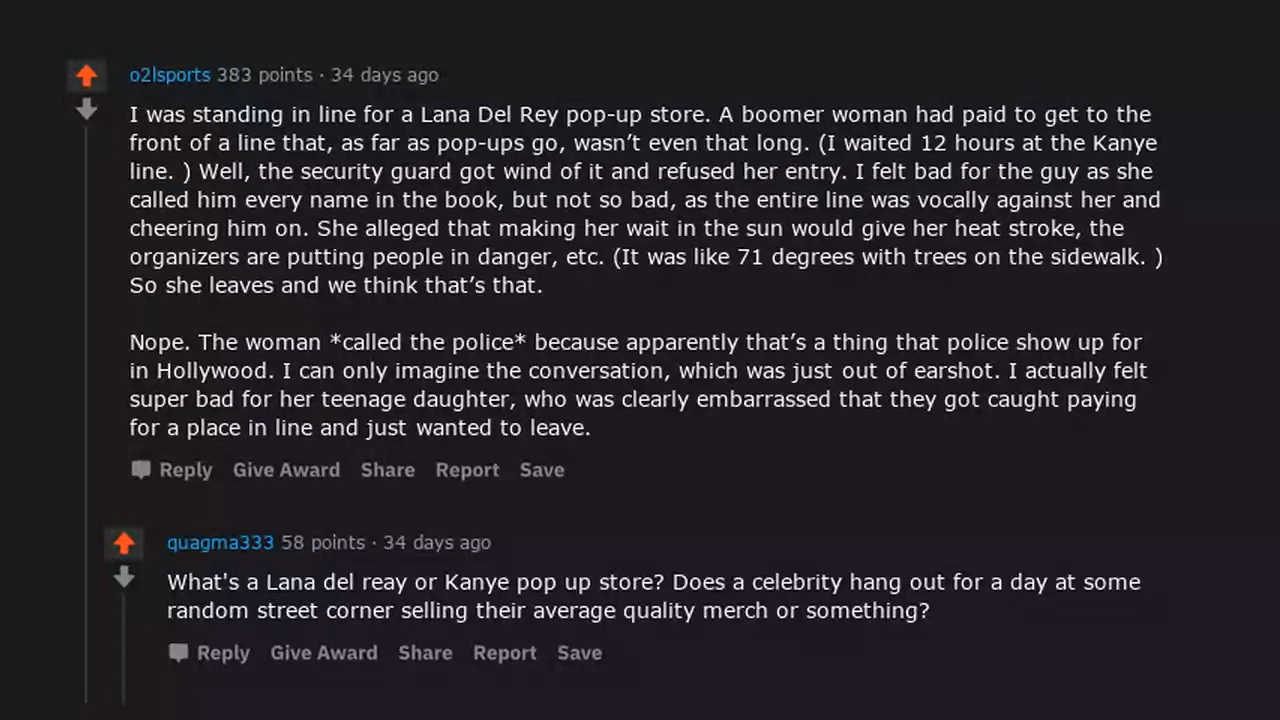 o2lsports 383 points · 34 days ago
I was standing in line for a Lana Del Rey pop-up store. A boomer woman had paid to get to the
front of a line that, as far as pop-ups go, wasn’t even that long. (I waited 12 hours at the Kanye
line. ) Well, the security guard got wind of it and refused her entry. I felt bad for the guy as she
called him every name in the book, but not so bad, as the entire line was vocally against her and
cheering him on. She alleged that making her wait in the sun would give her heat stroke, the
organizers are putting people in danger, etc. (It was like 71 degrees with trees on the sidewalk. )
So she leaves and we think that’s that.
Nope. The woman *called the police* because apparently that’s a thing that police show up for
in Hollywood. I can only imagine the conversation, which was just out of earshot. I actually felt
super bad for her teenage daughter, who was clearly embarrassed that they got caught paying
for a place in line and just wanted to leave.
Reply Give Award Share Report Save
quagma333 58 points · 34 days ago
What's a Lana del reay or Kanye pop up store? Does a celebrity hang out for a day at some
random street corner selling their average quality merch or something?
Reply Give Award Share Report Save